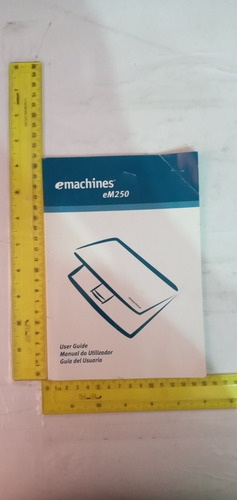 emachines
eM250
User Guide
Manual do Utilizador
Guía del Usuario